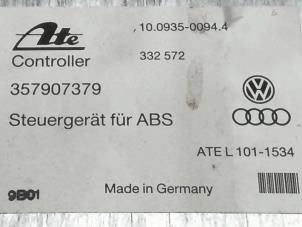 Ate
10.0935-0094.4
Controller
332 572
357907379
Steuergerät für ABS
ATE L 101-1534
9B01
Made in Germany